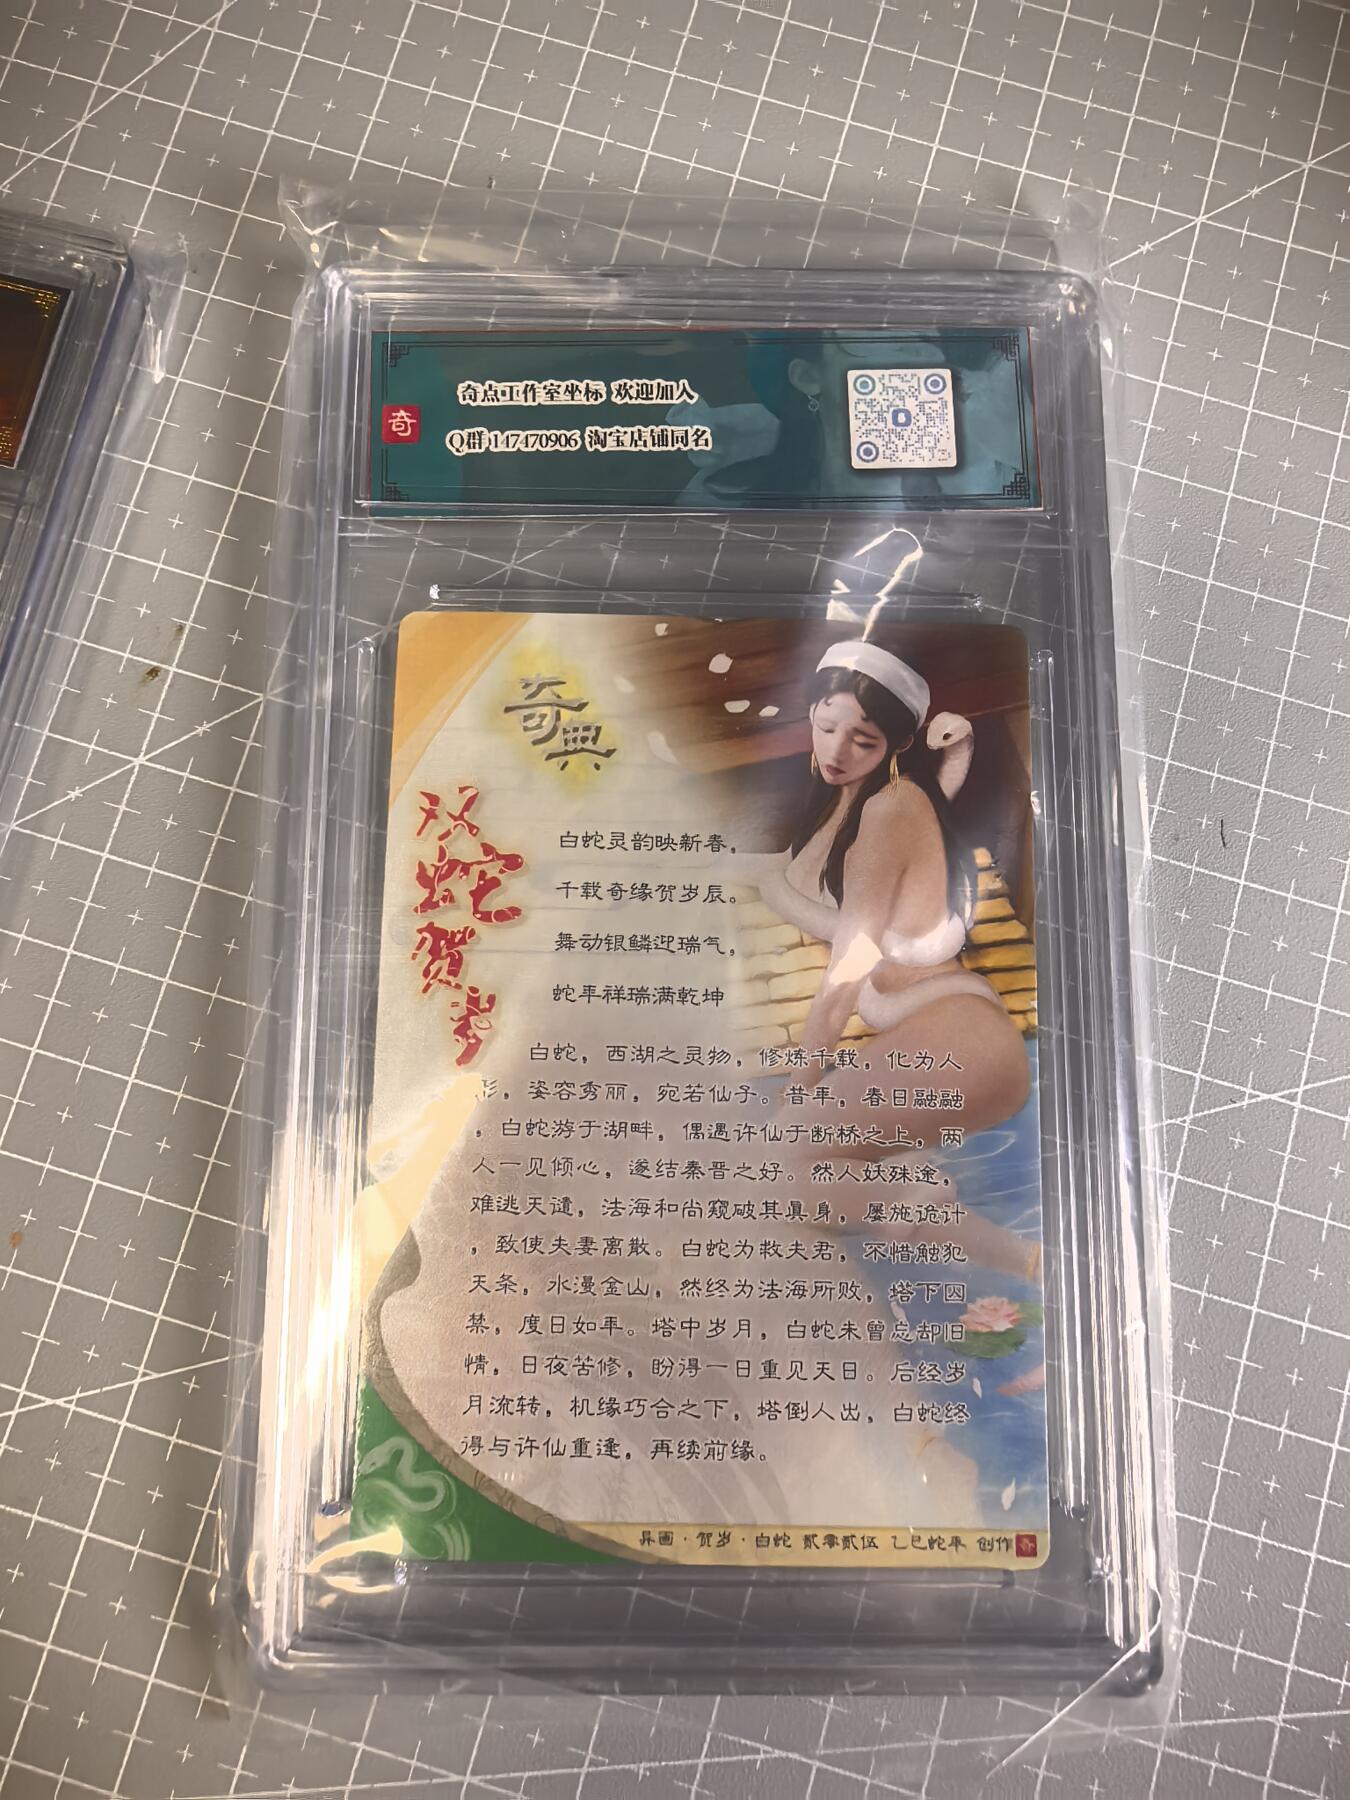 奇点工作室坐标 欢迎加入
奇
Q群 147470906 淘宝店铺同名
奇典
双蛇贺岁
白蛇灵韵映新春，
千载奇缘贺岁辰。
舞动银鳞迎瑞气，
蛇年祥瑞满乾坤
白蛇，西湖之灵物，修炼千载，化为人
形，姿容秀丽，宛若仙子。昔年，春日融融
，白蛇游于湖畔，偶遇许仙于断桥之上，两
人一见倾心，遂结秦晋之好。然人妖殊途，
难逃天谴，法海和尚窥破其真身，屡施诡计
，致使夫妻离散。白蛇为救夫君，不惜触犯
天条，水漫金山，然终为法海所败，塔下囚
禁，度日如年。塔中岁月，白蛇未曾忘却旧
情，日夜苦修，盼得一日重见天日。后经岁
月流转，机缘巧合之下，塔倒人出，白蛇终
得与许仙重逢，再续前缘。
异画·贺岁·白蛇 贰零贰伍 乙巳蛇年 创作 奇